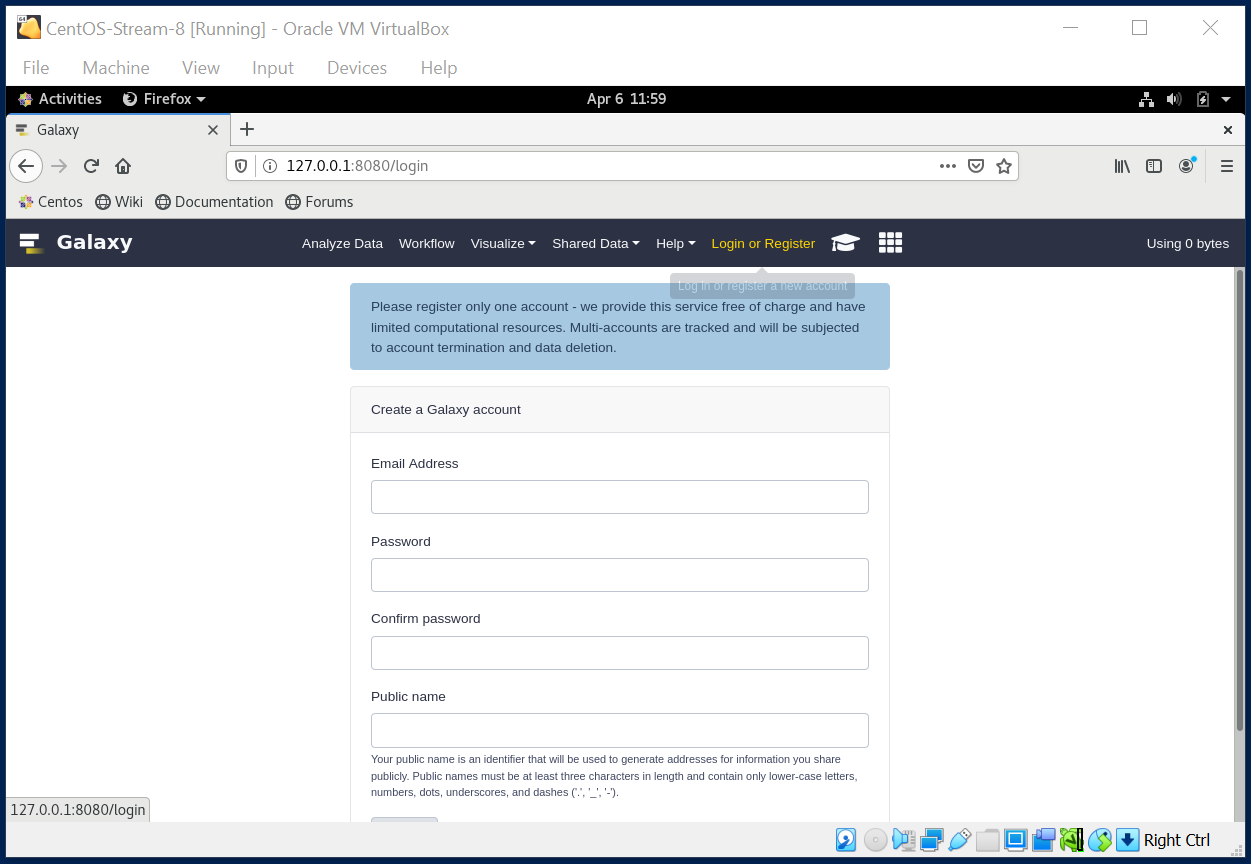 CentOS-Stream-8 [Running] - Oracle VM VirtualBox
File Machine View Input Devices Help
Activities Firefox Apr 6 11:59
Galaxy
127.0.0.1:8080/login
Centos Wiki Documentation Forums
Galaxy Analyze Data Workflow Visualize Shared Data Help Login or Register Using 0 bytes
Log in or register a new account
Please register only one account - we provide this service free of charge and have
limited computational resources. Multi-accounts are tracked and will be subjected
to account termination and data deletion.
Create a Galaxy account
Email Address
Password
Confirm password
Public name
Your public name is an identifier that will be used to generate addresses for information you share
publicly. Public names must be at least three characters in length and contain only lower-case letters,
numbers, dots, underscores, and dashes ('.', '_', '-').
127.0.0.1:8080/login
Right Ctrl